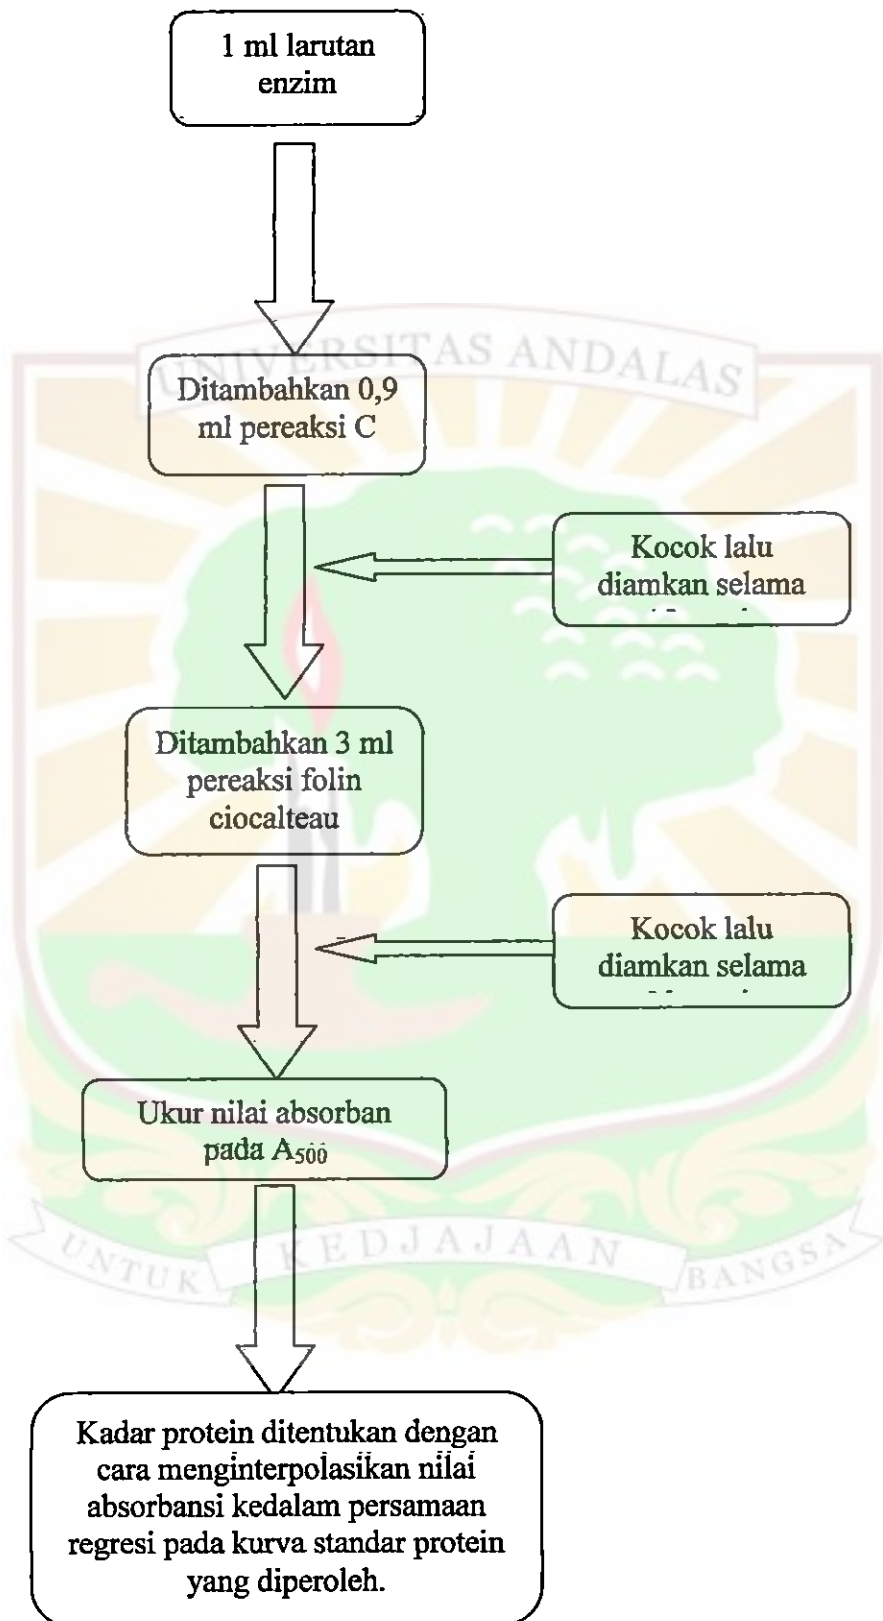 1 ml larutan
enzim
UNIVERSITAS ANDALAS
Ditambahkan 0,9
ml pereaksi C
Kocok lalu
diamkan selama
Ditambahkan 3 ml
pereaksi folin
ciocalteau
Kocok lalu
diamkan selama
Ukur nilai absorban
pada A₅₀₀
UNTUK KEDJAJAAN BANGSA
Kadar protein ditentukan dengan
cara menginterpolasikan nilai
absorbansi kedalam persamaan
regresi pada kurva standar protein
yang diperoleh.